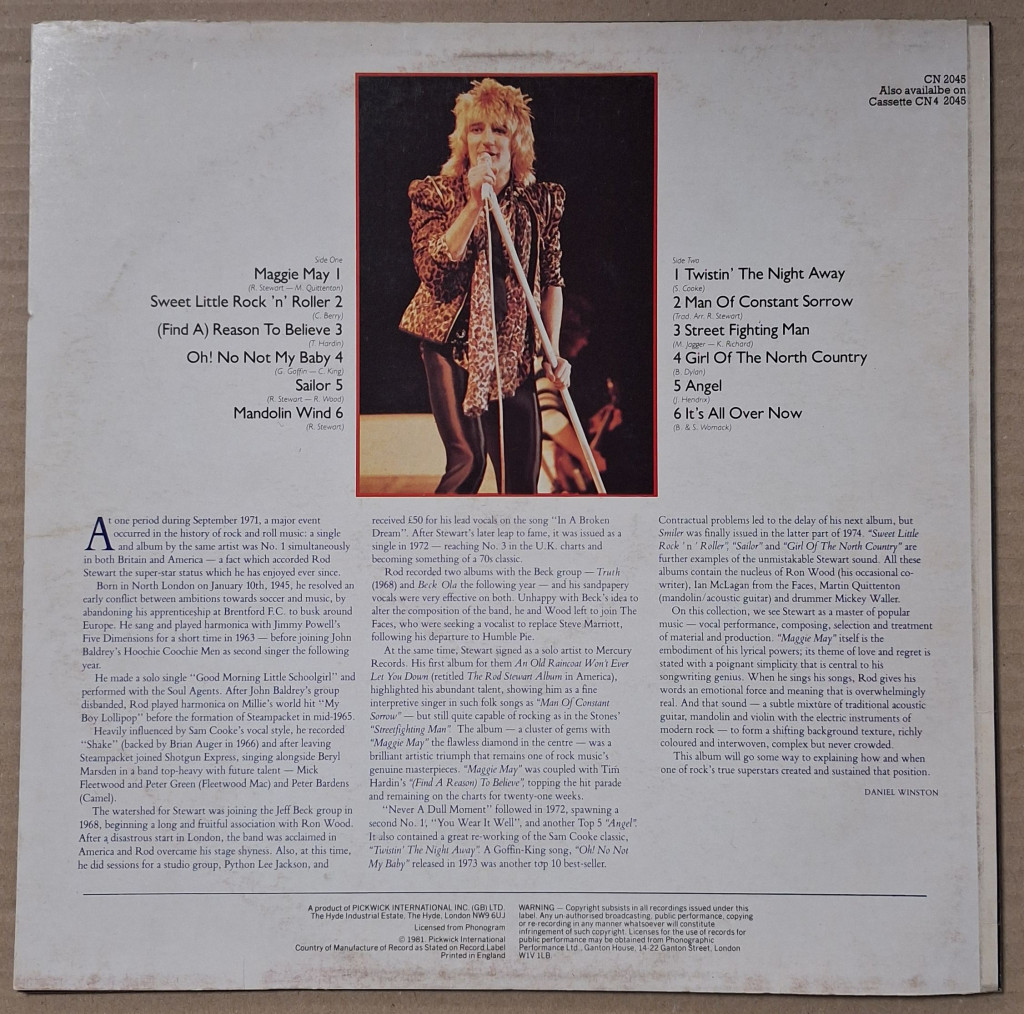 CN 2045
Also availalbe on
Cassette CN4 2045
Side One
Maggie May 1
(R. Stewart — M. Quittenton)
Sweet Little Rock 'n' Roller 2
(C. Berry)
(Find A) Reason To Believe 3
(T. Hardin)
Oh! No Not My Baby 4
(G. Goffin — C. King)
Sailor 5
(R. Stewart — R. Wood)
Mandolin Wind 6
(R. Stewart)
Side Two
1 Twistin' The Night Away
(S. Cooke)
2 Man Of Constant Sorrow
(Trad. Arr. R. Stewart)
3 Street Fighting Man
(M. Jagger — K. Richard)
4 Girl Of The North Country
(B. Dylan)
5 Angel
(J. Hendrix)
6 It's All Over Now
(B. & S. Womack)
At one period during September 1971, a major event
occurred in the history of rock and roll music: a single
and album by the same artist was No. 1 simultaneously
in both Britain and America — a fact which accorded Rod
Stewart the super-star status which he has enjoyed ever since.
Born in North London on January 10th, 1945, he resolved an
early conflict between ambitions towards soccer and music, by
abandoning his apprenticeship at Brentford F.C. to busk around
Europe. He sang and played harmonica with Jimmy Powell's
Five Dimensions for a short time in 1963 — before joining John
Baldrey's Hoochie Coochie Men as second singer the following
year.
He made a solo single "Good Morning Little Schoolgirl" and
performed with the Soul Agents. After John Baldrey's group
disbanded, Rod played harmonica on Millie's world hit "My
Boy Lollipop" before the formation of Steampacket in mid-1965.
Heavily influenced by Sam Cooke's vocal style, he recorded
"Shake" (backed by Brian Auger in 1966) and after leaving
Steampacket joined Shotgun Express, singing alongside Beryl
Marsden in a band top-heavy with future talent — Mick
Fleetwood and Peter Green (Fleetwood Mac) and Peter Bardens
(Camel).
The watershed for Stewart was joining the Jeff Beck group in
1968, beginning a long and fruitful association with Ron Wood.
After a disastrous start in London, the band was acclaimed in
America and Rod overcame his stage shyness. Also, at this time,
he did sessions for a studio group, Python Lee Jackson, and
received £50 for his lead vocals on the song "In A Broken
Dream". After Stewart's later leap to fame, it was issued as a
single in 1972 — reaching No. 3 in the U.K. charts and
becoming something of a 70s classic.
Rod recorded two albums with the Beck group — Truth
(1968) and Beck Ola the following year — and his sandpapery
vocals were very effective on both. Unhappy with Beck's idea to
alter the composition of the band, he and Wood left to join The
Faces, who were seeking a vocalist to replace Steve Marriott,
following his departure to Humble Pie.
At the same time, Stewart signed as a solo artist to Mercury
Records. His first album for them An Old Raincoat Won't Ever
Let You Down (retitled The Rod Stewart Album in America),
highlighted his abundant talent, showing him as a fine
interpretive singer in such folk songs as "Man Of Constant
Sorrow" — but still quite capable of rocking as in the Stones'
"Streetfighting Man". The album — a cluster of gems with
"Maggie May" the flawless diamond in the centre — was a
brilliant artistic triumph that remains one of rock music's
genuine masterpieces. "Maggie May" was coupled with Tim
Hardin's "(Find A) Reason To Believe", topping the hit parade
and remaining on the charts for twenty-one weeks.
"Never A Dull Moment" followed in 1972, spawning a
second No. 1, "You Wear It Well", and another Top 5 "Angel".
It also contained a great re-working of the Sam Cooke classic,
"Twistin' The Night Away". A Goffin-King song, "Oh! No Not
My Baby" released in 1973 was another top 10 best-seller.
Contractual problems led to the delay of his next album, but
Smiler was finally issued in the latter part of 1974. "Sweet Little
Rock 'n' Roller", "Sailor" and "Girl Of The North Country" are
further examples of the unmistakable Stewart sound. All these
albums contain the nucleus of Ron Wood (his occasional co-
writer), Ian McLagan from the Faces, Martin Quittenton
(mandolin/acoustic guitar) and drummer Mickey Waller.
On this collection, we see Stewart as a master of popular
music — vocal performance, composing, selection and treatment
of material and production. "Maggie May" itself is the
embodiment of his lyrical powers; its theme of love and regret is
stated with a poignant simplicity that is central to his
songwriting genius. When he sings his songs, Rod gives his
words an emotional force and meaning that is overwhelmingly
real. And that sound — a subtle mixture of traditional acoustic
guitar, mandolin and violin with the electric instruments of
modern rock — to form a shifting background texture, richly
coloured and interwoven, complex but never crowded.
This album will go some way to explaining how and when
one of rock's true superstars created and sustained that position.
DANIEL WINSTON
A product of PICKWICK INTERNATIONAL INC. (GB) LTD.
The Hyde Industrial Estate, The Hyde, London NW9 6UJ
Licensed from Phonogram
© 1981. Pickwick International
Country of Manufacture of Record as Stated on Record Label
Printed in England
WARNING — Copyright subsists in all recordings issued under this
label. Any un-authorised broadcasting, public performance, copying
or re-recording in any manner whatsoever will constitute
infringement of such copyright. Licenses for the use of records for
public performance may be obtained from Phonographic
Performance Ltd., Ganton House, 14-22 Ganton Street, London
W1V 1LB